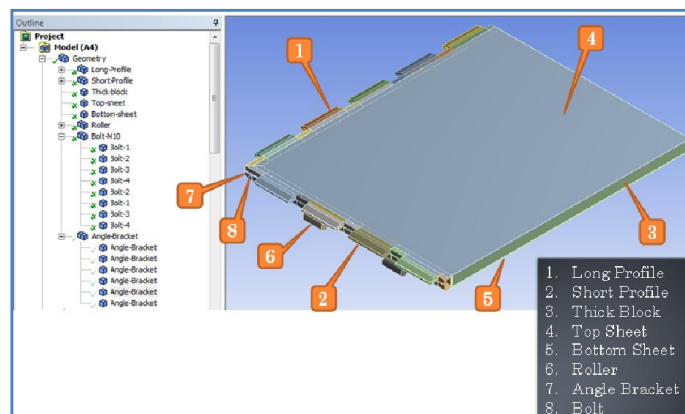 Outline
Project
Model (A4)
Geometry
Long-Profile
Short-Profile
Thick-block
Top-sheet
Bottom-sheet
Roller
Bolt-M10
Bolt-1
Bolt-2
Bolt-3
Bolt-4
Bolt-2
Bolt-1
Bolt-3
Bolt-4
Angle-Bracket
Angle-Bracket
Angle-Bracket
Angle-Bracket
Angle-Bracket
Angle-Bracket
Angle-Bracket
1
4
7
8
6
2
5
3
1. Long Profile
2. Short Profile
3. Thick Block
4. Top Sheet
5. Bottom Sheet
6. Roller
7. Angle Bracket
8. Bolt